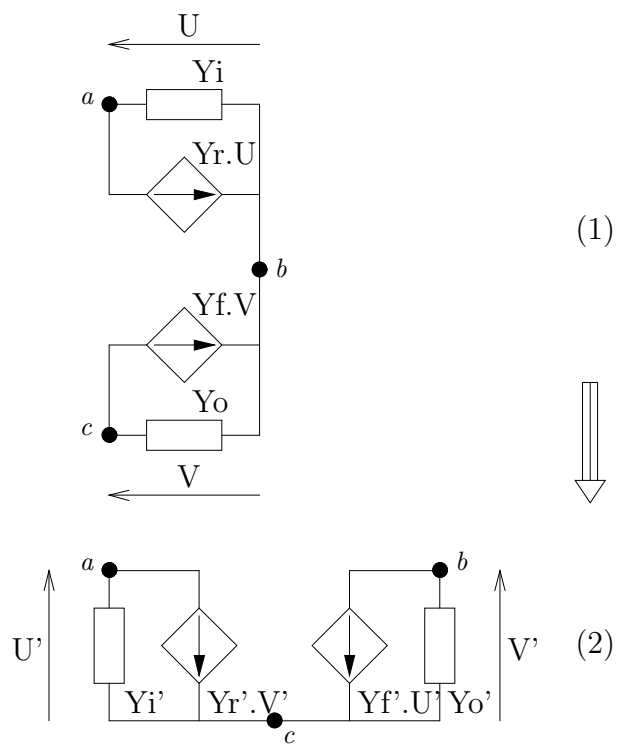 U
Yi
a
Yr.U
(1)
b
Yf.V
Yo
c
V
a
b
U'
V'
(2)
Yi'
Yr'.V'
Yf'.U'
Yo'
c